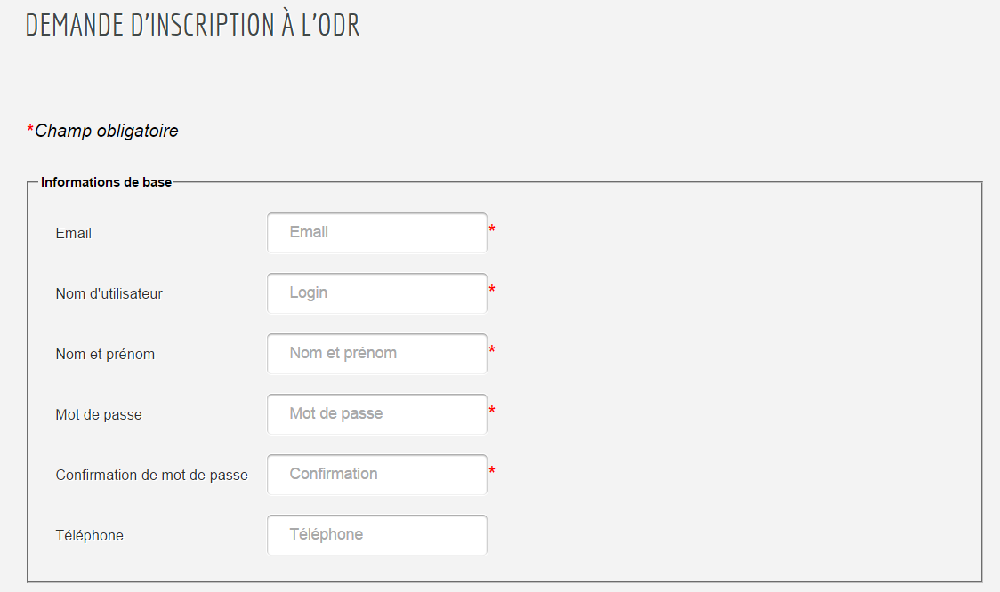 DEMANDE D'INSCRIPTION À L'ODR
*Champ obligatoire
Informations de base
Email Email *
Nom d'utilisateur Login *
Nom et prénom Nom et prénom *
Mot de passe Mot de passe *
Confirmation de mot de passe Confirmation *
Téléphone Téléphone